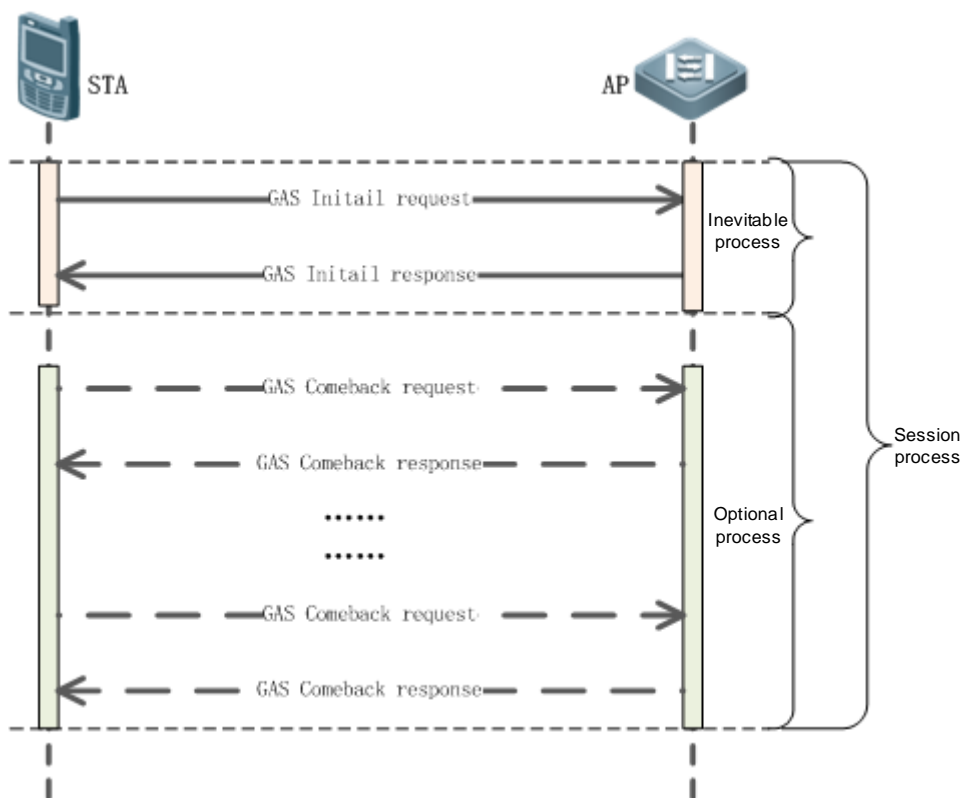 STA
AP
GAS Initail request
Inevitable
process
GAS Initail response
GAS Comeback request
Session
process
GAS Comeback response
......
Optional
process
......
GAS Comeback request
GAS Comeback response